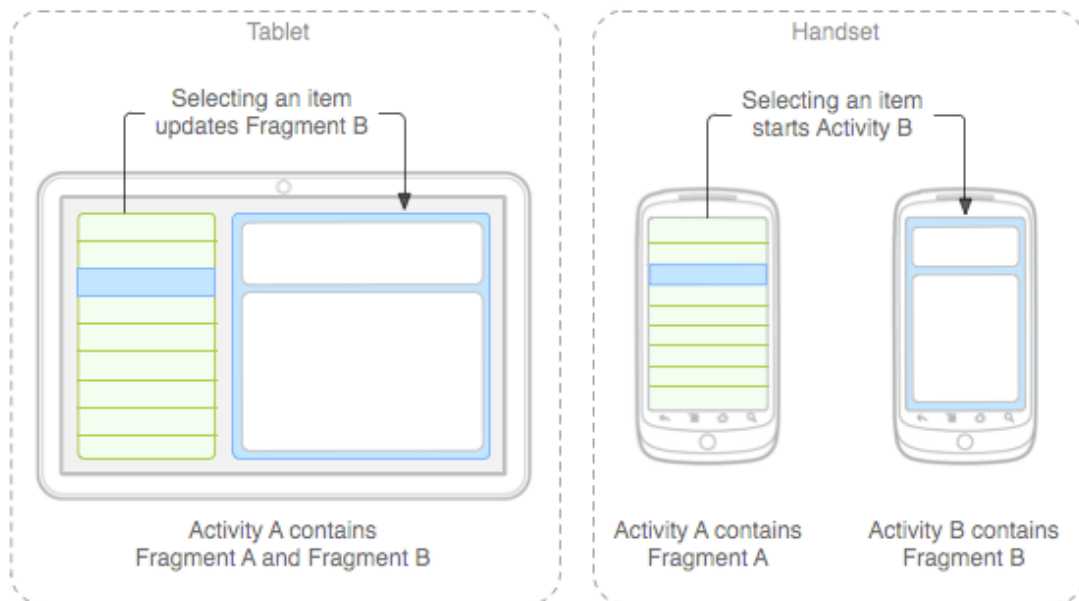 Tablet
Selecting an item
updates Fragment B
Activity A contains
Fragment A and Fragment B
Handset
Selecting an item
starts Activity B
Activity A contains
Fragment A
Activity B contains
Fragment B